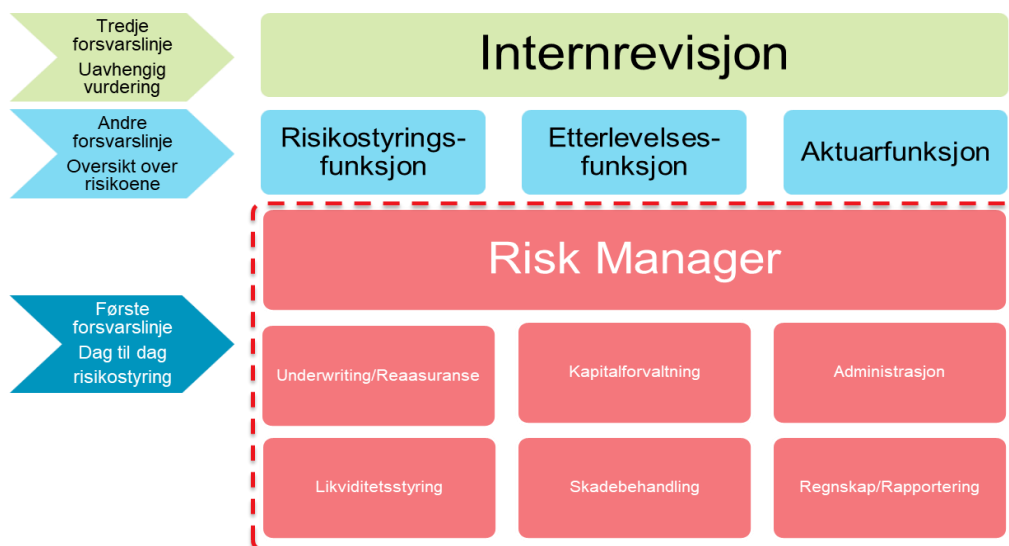 Tredje
forsvarslinje
Uavhengig
vurdering
Internrevisjon
Andre
forsvarslinje
Oversikt over
risikoene
Risikostyrings-
funksjon
Etterlevelses-
funksjon
Aktuarfunksjon
Første
forsvarslinje
Dag til dag
risikostyring
Risk Manager
Underwriting/Reaasuranse
Kapitalforvaltning
Administrasjon
Likviditetsstyring
Skadebehandling
Regnskap/Rapportering